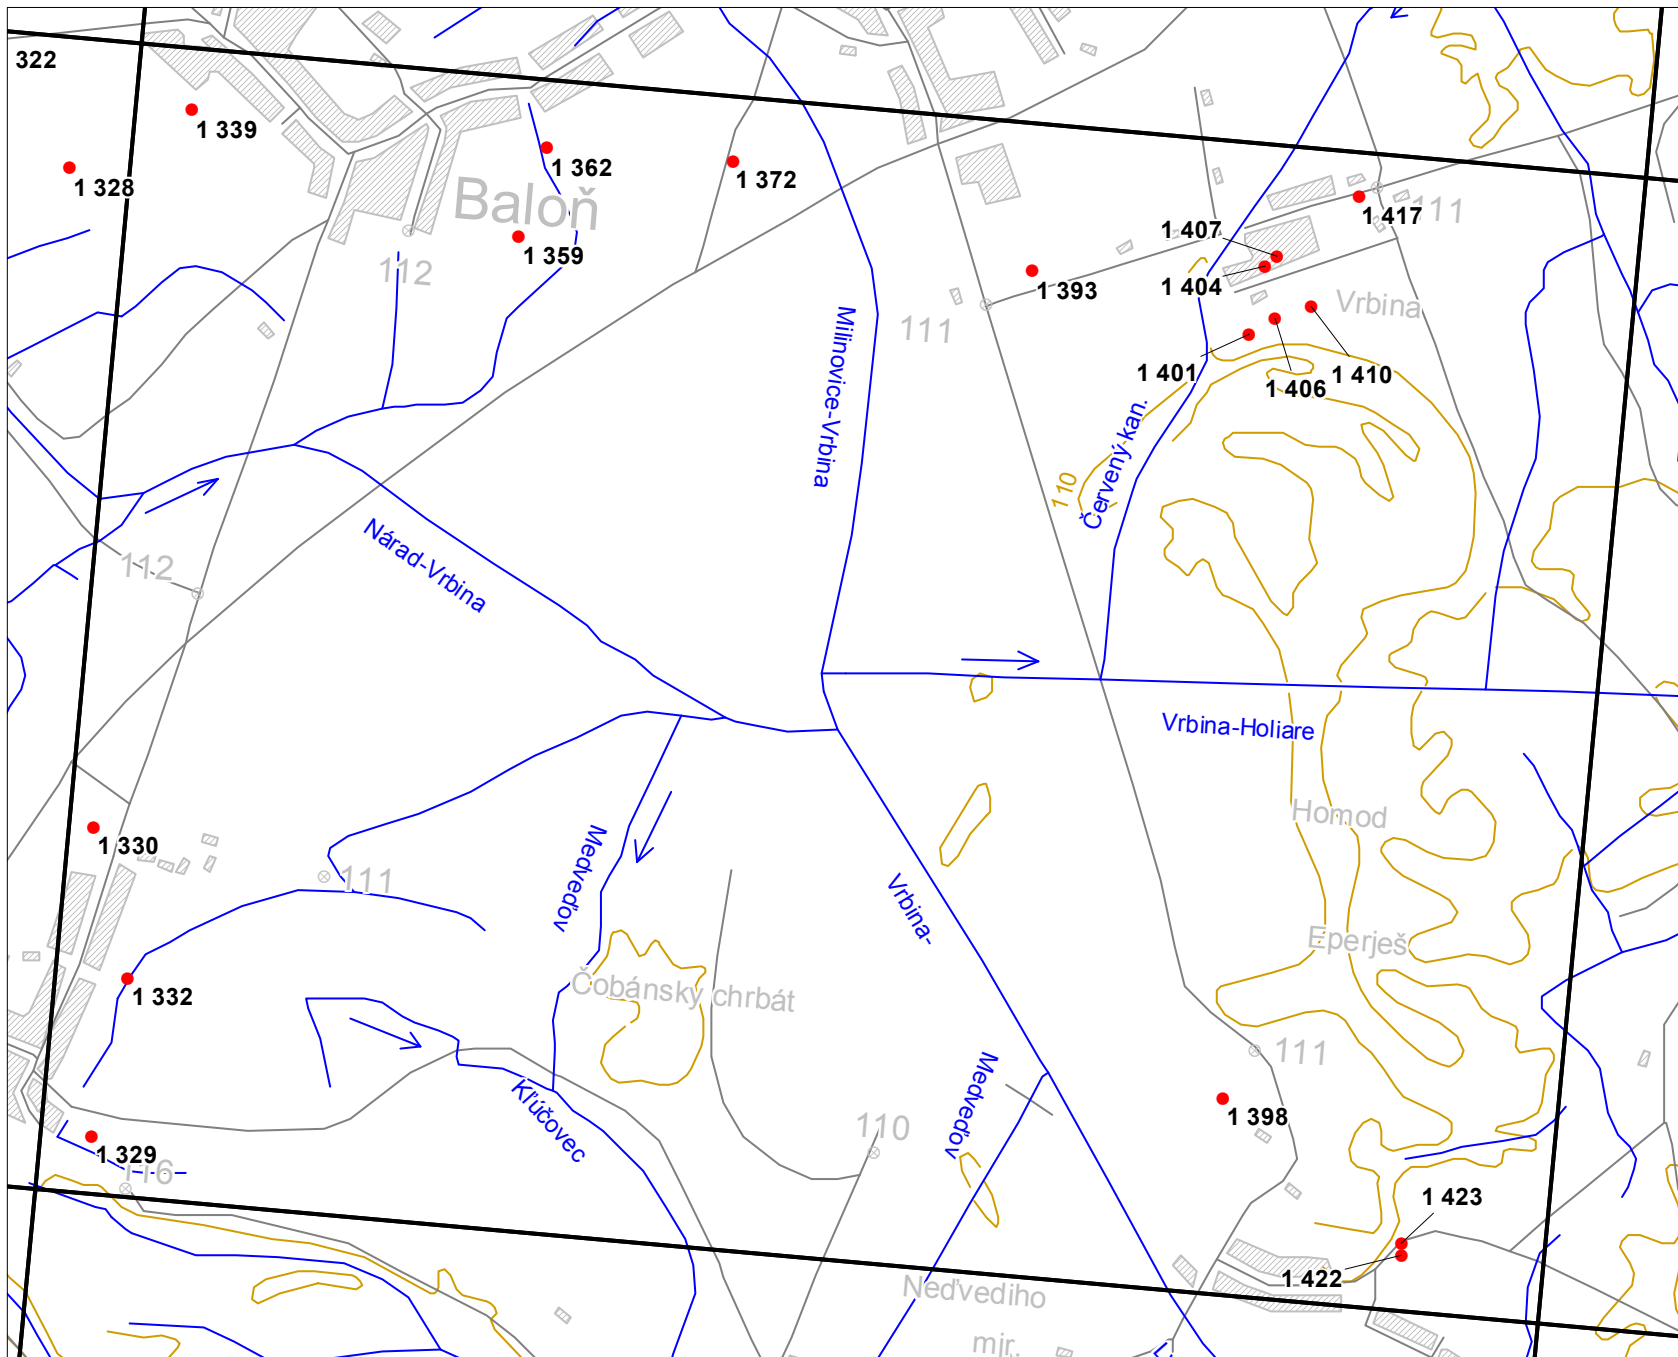 322
1 339
1 328
1 362
1 372
Baloň
1 359
112
1 417
111
1 407
1 404
1 393
Vrbina
111
1 401
1 406
1 410
Milinovice-Vrbina
Červený kan.
110
Nárad-Vrbina
112
Vrbina-Holiare
Homod
1 330
111
Medveďov
Vrbina-
Eperješ
1 332
Čobánsky chrbát
111
Kľúčovec
Medveďov
1 398
110
1 329
116
1 423
1 422
Neďvediho
mjr.